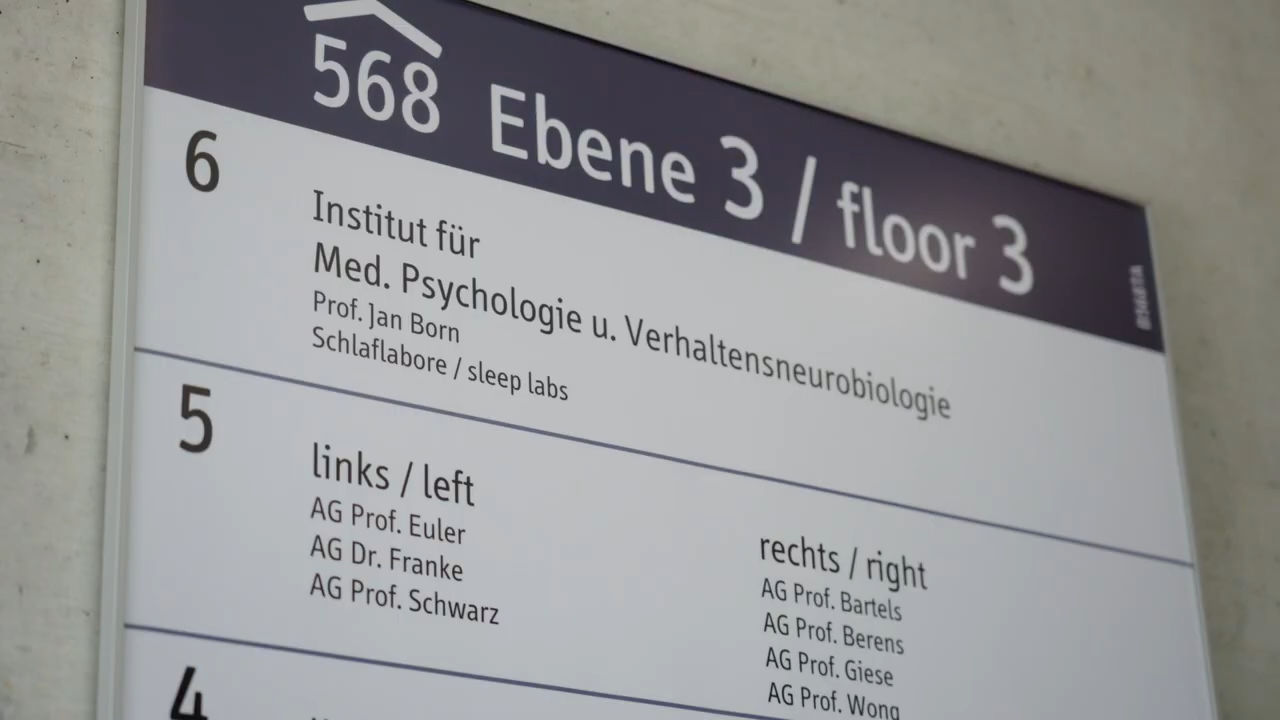 568 Ebene 3 / floor 3
6
Institut für
Med. Psychologie u. Verhaltensneurobiologie
Prof. Jan Born
Schlaflabore / sleep labs
5
links / left
AG Prof. Euler
AG Dr. Franke
AG Prof. Schwarz
rechts / right
AG Prof. Bartels
AG Prof. Berens
AG Prof. Giese
AG Prof. Wong
4